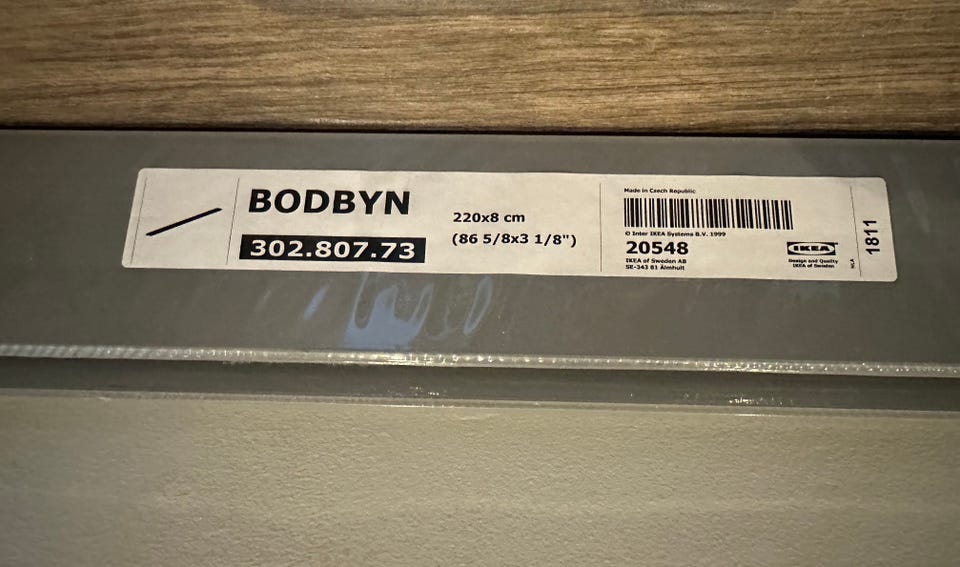 BODBYN
302.807.73
220x8 cm
(86 5/8x3 1/8")
Made in Czech Republic
© Inter IKEA Systems B.V. 1999
20548
IKEA of Sweden AB
SE-343 81 Älmhult
IKEA
Design and Quality
IKEA of Sweden
NLA
1811